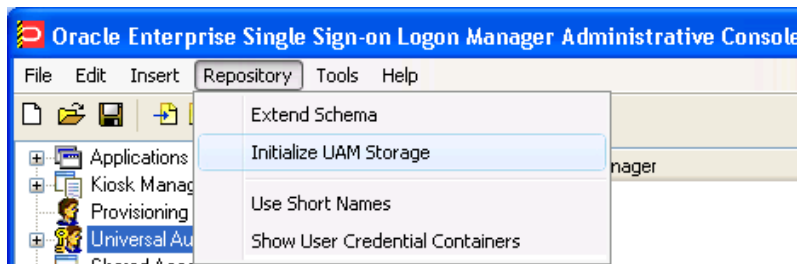 Oracle Enterprise Single Sign-on Logon Manager Administrative Console
File Edit Insert Repository Tools Help
Extend Schema
Applications
Initialize UAM Storage
nager
Kiosk Manag
Provisioning
Use Short Names
Universal Au
Show User Credential Containers